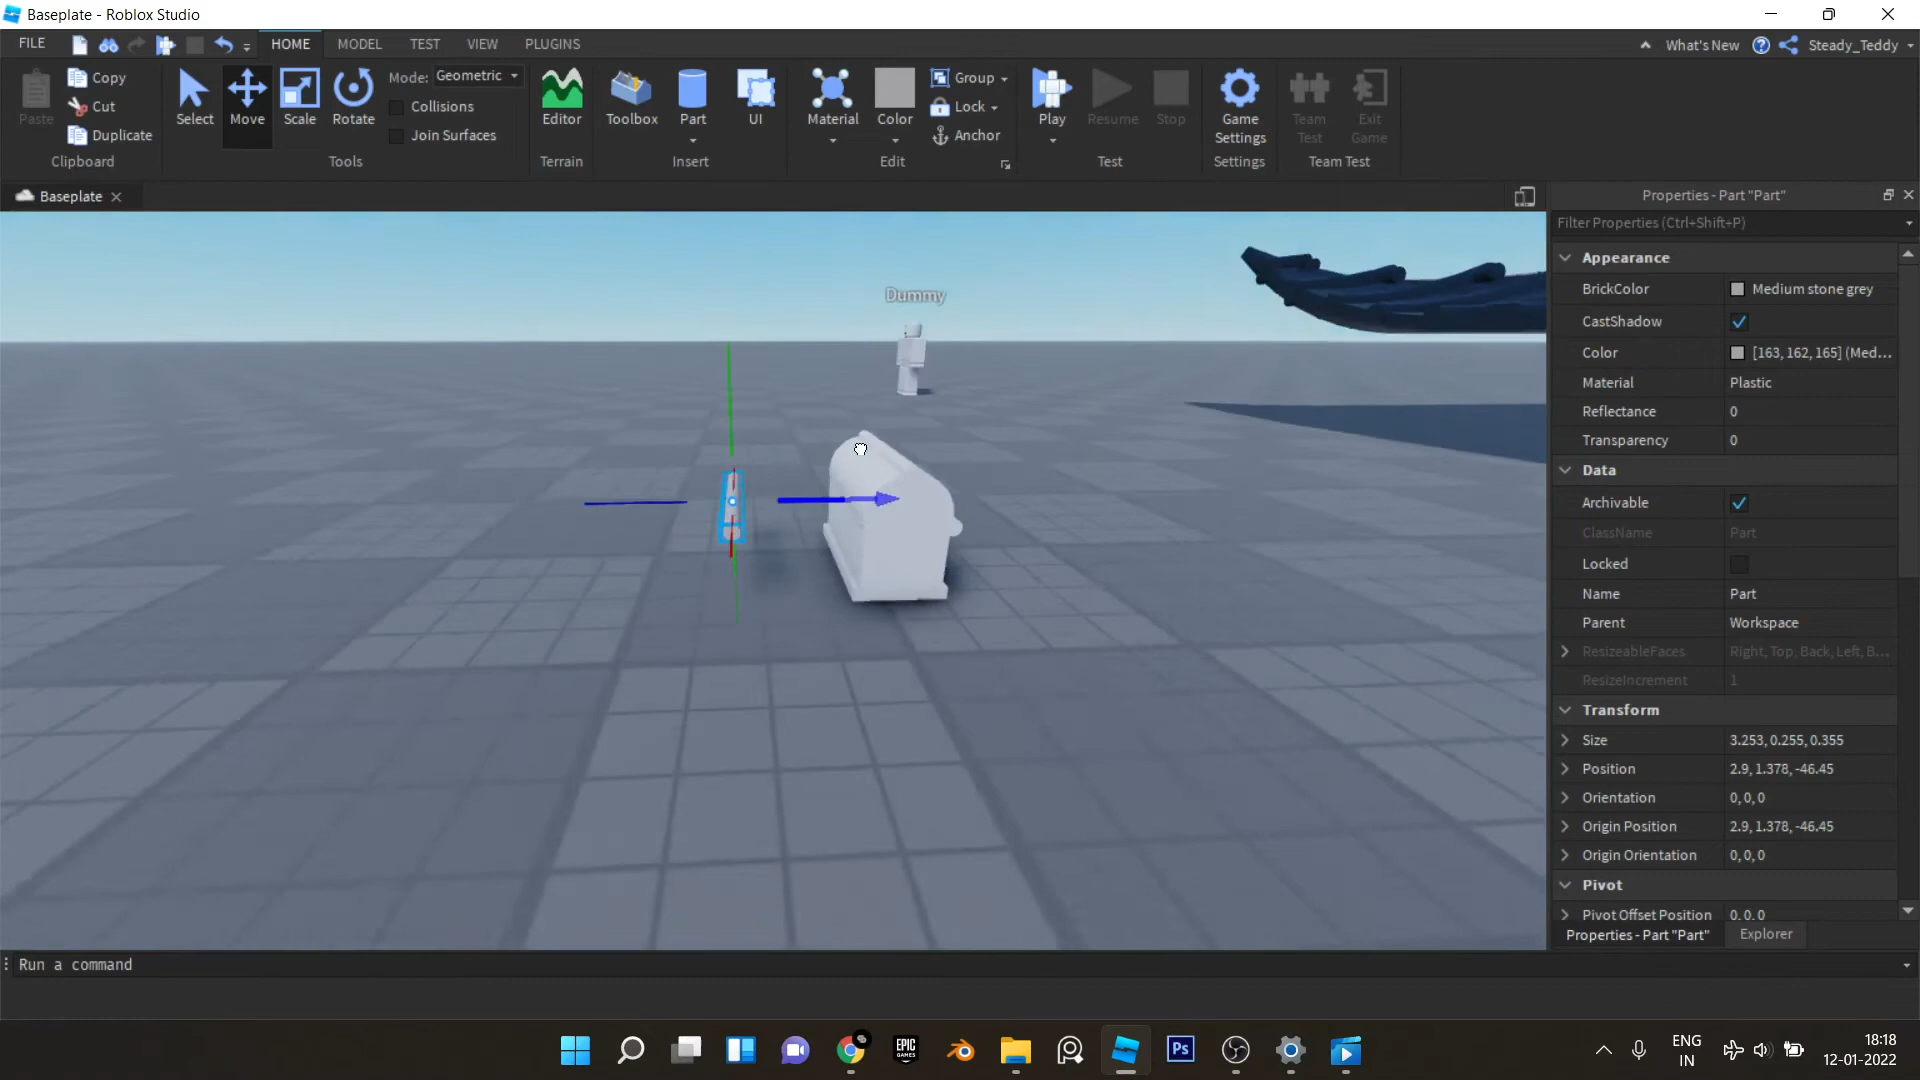 Baseplate - Roblox Studio
FILE
HOME
MODEL
TEST
VIEW
PLUGINS
What's New
Steady_Teddy
Paste
Copy
Cut
Duplicate
Clipboard
Select
Move
Scale
Rotate
Mode: Geometric
Collisions
Join Surfaces
Tools
Editor
Terrain
Toolbox
Part
UI
Insert
Material
Color
Group
Lock
Anchor
Edit
Play
Resume
Stop
Test
Game
Settings
Settings
Team
Test
Exit
Game
Team Test
Baseplate
Dummy
Properties - Part "Part"
Filter Properties (Ctrl+Shift+P)
Appearance
BrickColor Medium stone grey
CastShadow
Color [163, 162, 165] (Med...
Material Plastic
Reflectance 0
Transparency 0
Data
Archivable
ClassName Part
Locked
Name Part
Parent Workspace
ResizeableFaces Right, Top, Back, Left, B...
ResizeIncrement 1
Transform
Size 3.253, 0.255, 0.355
Position 2.9, 1.378, -46.45
Orientation 0, 0, 0
Origin Position 2.9, 1.378, -46.45
Origin Orientation 0, 0, 0
Pivot
Pivot Offset Position 0, 0, 0
Properties - Part "Part"
Explorer
Run a command
EPIC
GAMES
Ps
ENG
IN
18:18
12-01-2022